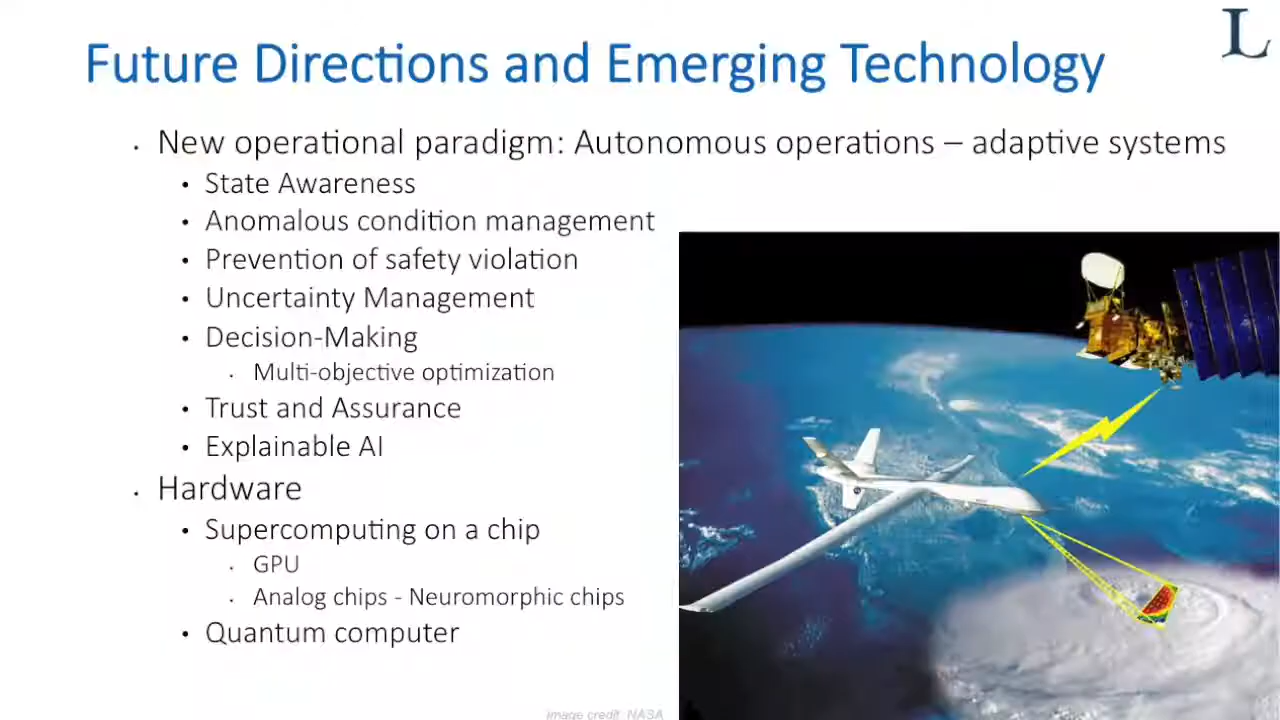 L
Future Directions and Emerging Technology
· New operational paradigm: Autonomous operations – adaptive systems
• State Awareness
• Anomalous condition management
• Prevention of safety violation
• Uncertainty Management
• Decision-Making
· Multi-objective optimization
• Trust and Assurance
• Explainable AI
· Hardware
• Supercomputing on a chip
· GPU
· Analog chips - Neuromorphic chips
• Quantum computer
Image credit: NASA